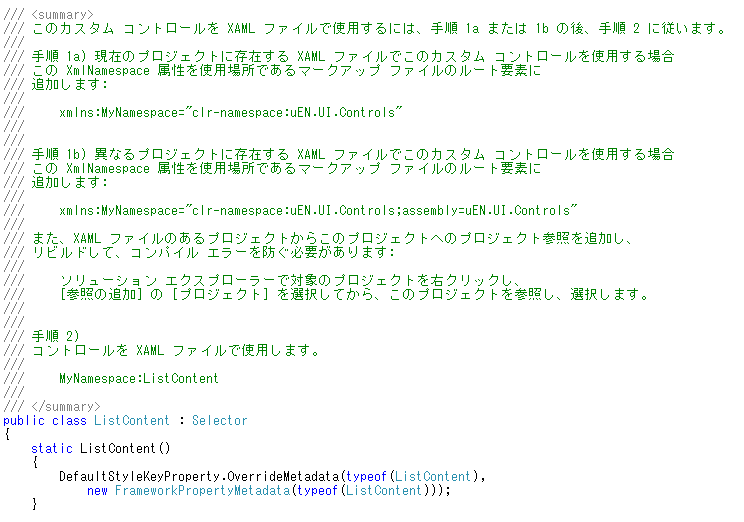 /// <summary>
/// このカスタム コントロールを XAML ファイルで使用するには、手順 1a または 1b の後、手順 2 に従います。
///
/// 手順 1a) 現在のプロジェクトに存在する XAML ファイルでこのカスタム コントロールを使用する場合
/// この XmlNamespace 属性を使用場所であるマークアップ ファイルのルート要素に
/// 追加します:
///
///     xmlns:MyNamespace="clr-namespace:uEN.UI.Controls"
///
///
/// 手順 1b) 異なるプロジェクトに存在する XAML ファイルでこのカスタム コントロールを使用する場合
/// この XmlNamespace 属性を使用場所であるマークアップ ファイルのルート要素に
/// 追加します:
///
///     xmlns:MyNamespace="clr-namespace:uEN.UI.Controls;assembly=uEN.UI.Controls"
///
/// また、XAML ファイルのあるプロジェクトからこのプロジェクトへのプロジェクト参照を追加し、
/// リビルドして、コンパイル エラーを防ぐ必要があります:
///
///     ソリューション エクスプローラーで対象のプロジェクトを右クリックし、
///     [参照の追加] の [プロジェクト] を選択してから、このプロジェクトを参照し、選択します。
///
///
/// 手順 2)
/// コントロールを XAML ファイルで使用します。
///
///     MyNamespace:ListContent
///
/// </summary>
public class ListContent : Selector
{
    static ListContent()
    {
        DefaultStyleKeyProperty.OverrideMetadata(typeof(ListContent),
            new FrameworkPropertyMetadata(typeof(ListContent)));
    }